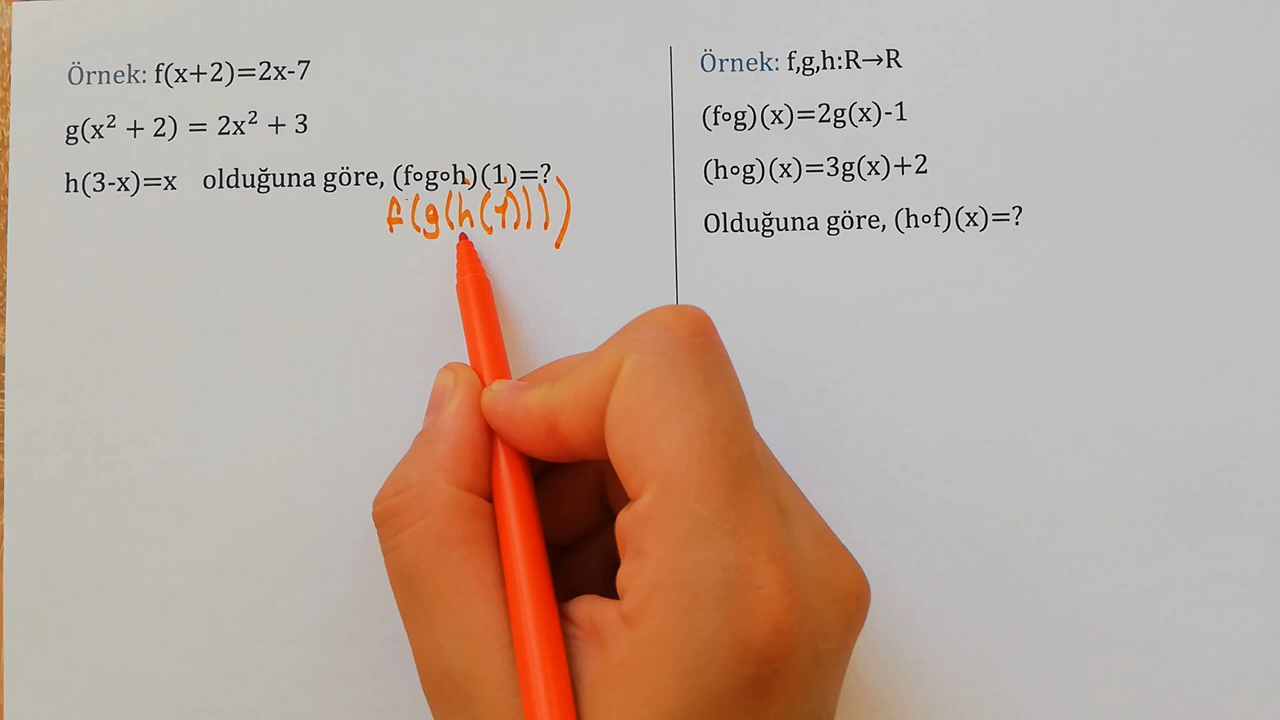 Örnek: f(x+2)=2x-7
g(x² + 2) = 2x² + 3
h(3-x)=x olduğuna göre, (f∘g∘h)(1)=?
f(g(h(1)))
Örnek: f,g,h:R→R
(f∘g)(x)=2g(x)-1
(h∘g)(x)=3g(x)+2
Olduğuna göre, (h∘f)(x)=?